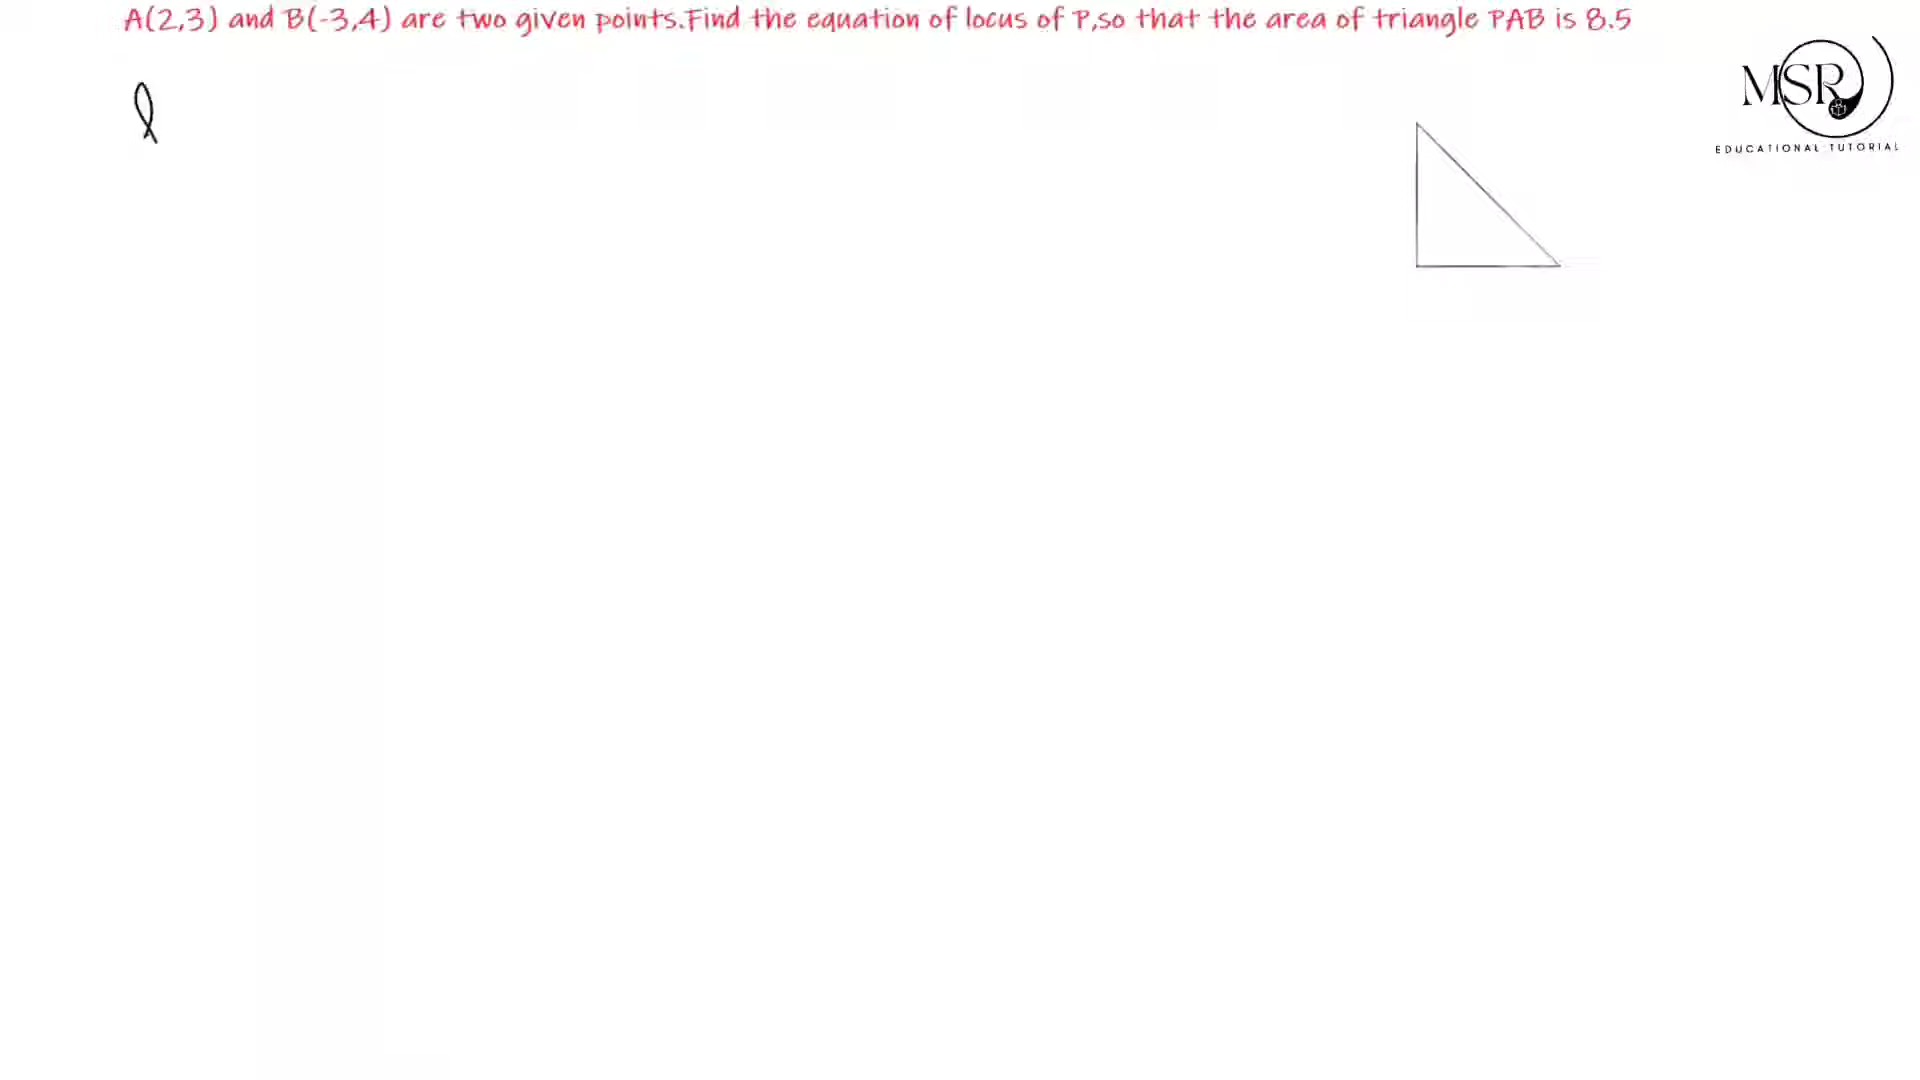 A(2,3) and B(-3,4) are two given points.Find the equation of locus of P,so that the area of triangle PAB is 8.5
MSR
EDUCATIONAL TUTORIAL